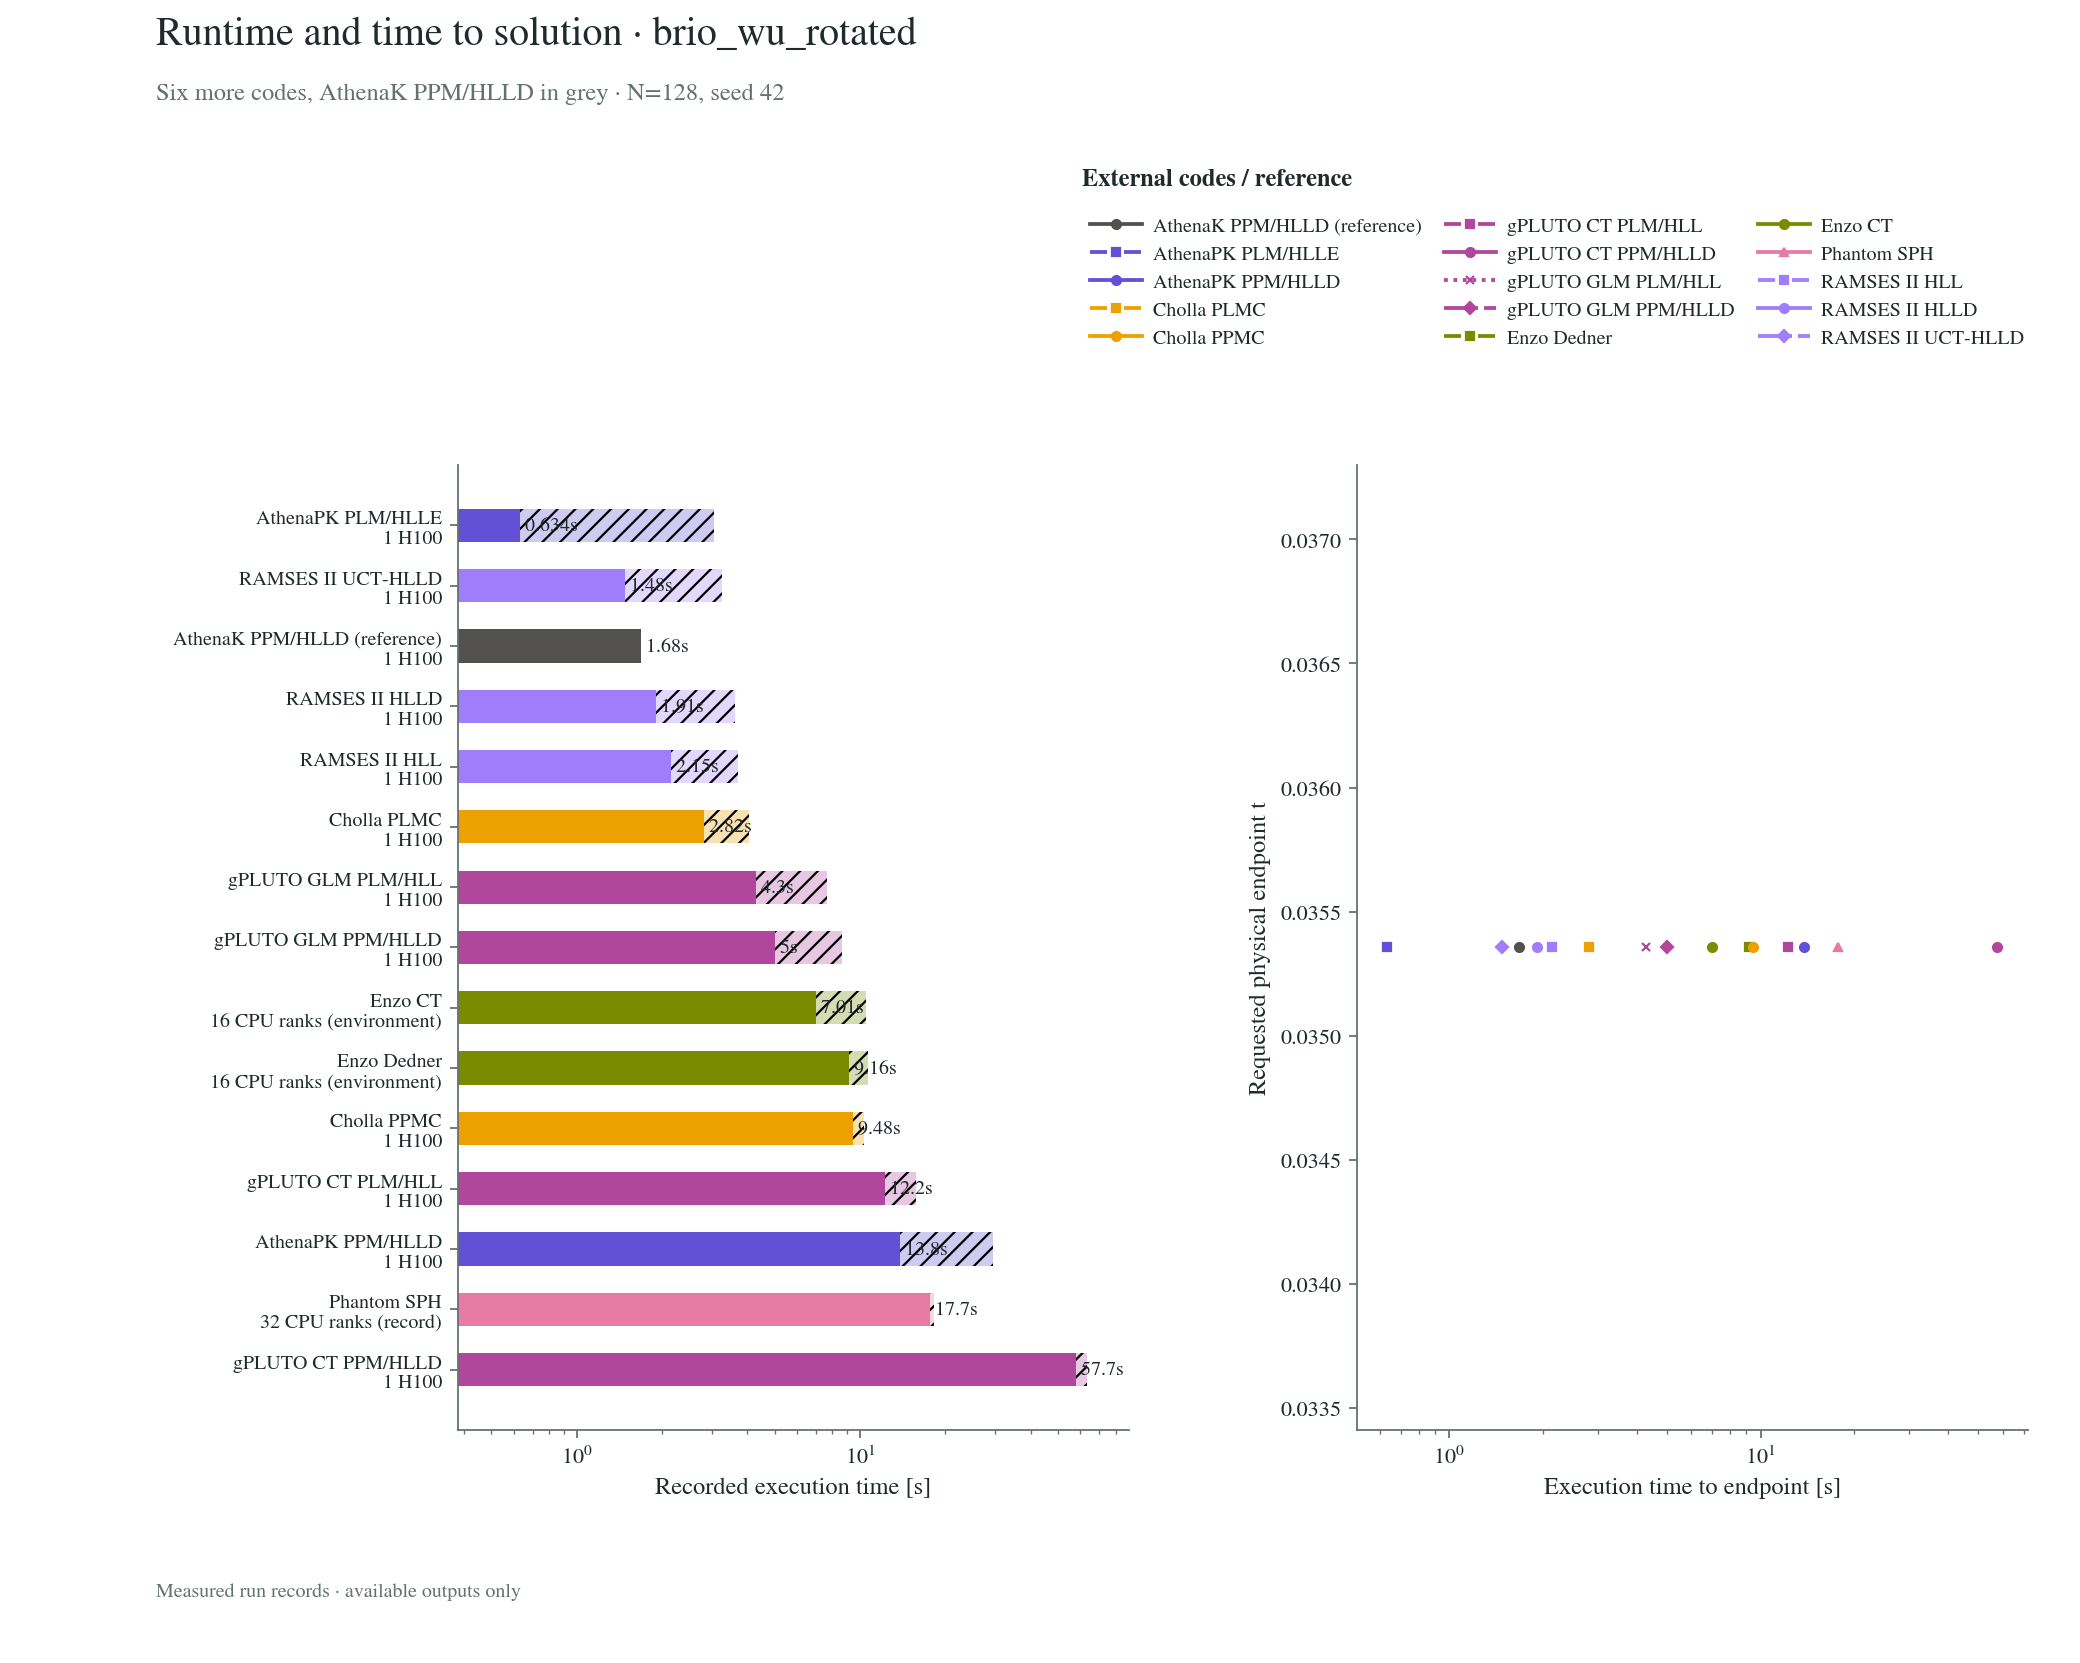 Runtime and time to solution · brio_wu_rotated
Six more codes, AthenaK PPM/HLLD in grey · N=128, seed 42
External codes / reference
AthenaK PPM/HLLD (reference)
AthenaPK PLM/HLLE
AthenaPK PPM/HLLD
Cholla PLMC
Cholla PPMC
gPLUTO CT PLM/HLL
gPLUTO CT PPM/HLLD
gPLUTO GLM PLM/HLL
gPLUTO GLM PPM/HLLD
Enzo Dedner
Enzo CT
Phantom SPH
RAMSES II HLL
RAMSES II HLLD
RAMSES II UCT-HLLD
AthenaPK PLM/HLLE
1 H100
0.634s
RAMSES II UCT-HLLD
1 H100
1.48s
AthenaK PPM/HLLD (reference)
1 H100
1.68s
RAMSES II HLLD
1 H100
1.91s
RAMSES II HLL
1 H100
2.15s
Cholla PLMC
1 H100
2.82s
gPLUTO GLM PLM/HLL
1 H100
4.3s
gPLUTO GLM PPM/HLLD
1 H100
5s
Enzo CT
16 CPU ranks (environment)
7.01s
Enzo Dedner
16 CPU ranks (environment)
9.16s
Cholla PPMC
1 H100
9.48s
gPLUTO CT PLM/HLL
1 H100
12.2s
AthenaPK PPM/HLLD
1 H100
13.8s
Phantom SPH
32 CPU ranks (record)
17.7s
gPLUTO CT PPM/HLLD
1 H100
57.7s
10⁰
10¹
Recorded execution time [s]
Requested physical endpoint t
0.0370
0.0365
0.0360
0.0355
0.0350
0.0345
0.0340
0.0335
10⁰
10¹
Execution time to endpoint [s]
Measured run records · available outputs only